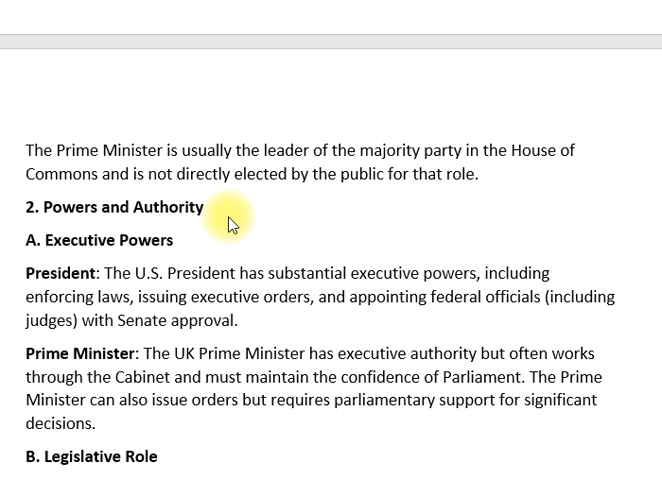 The Prime Minister is usually the leader of the majority party in the House of
Commons and is not directly elected by the public for that role.
2. Powers and Authority
A. Executive Powers
President: The U.S. President has substantial executive powers, including
enforcing laws, issuing executive orders, and appointing federal officials (including
judges) with Senate approval.
Prime Minister: The UK Prime Minister has executive authority but often works
through the Cabinet and must maintain the confidence of Parliament. The Prime
Minister can also issue orders but requires parliamentary support for significant
decisions.
B. Legislative Role